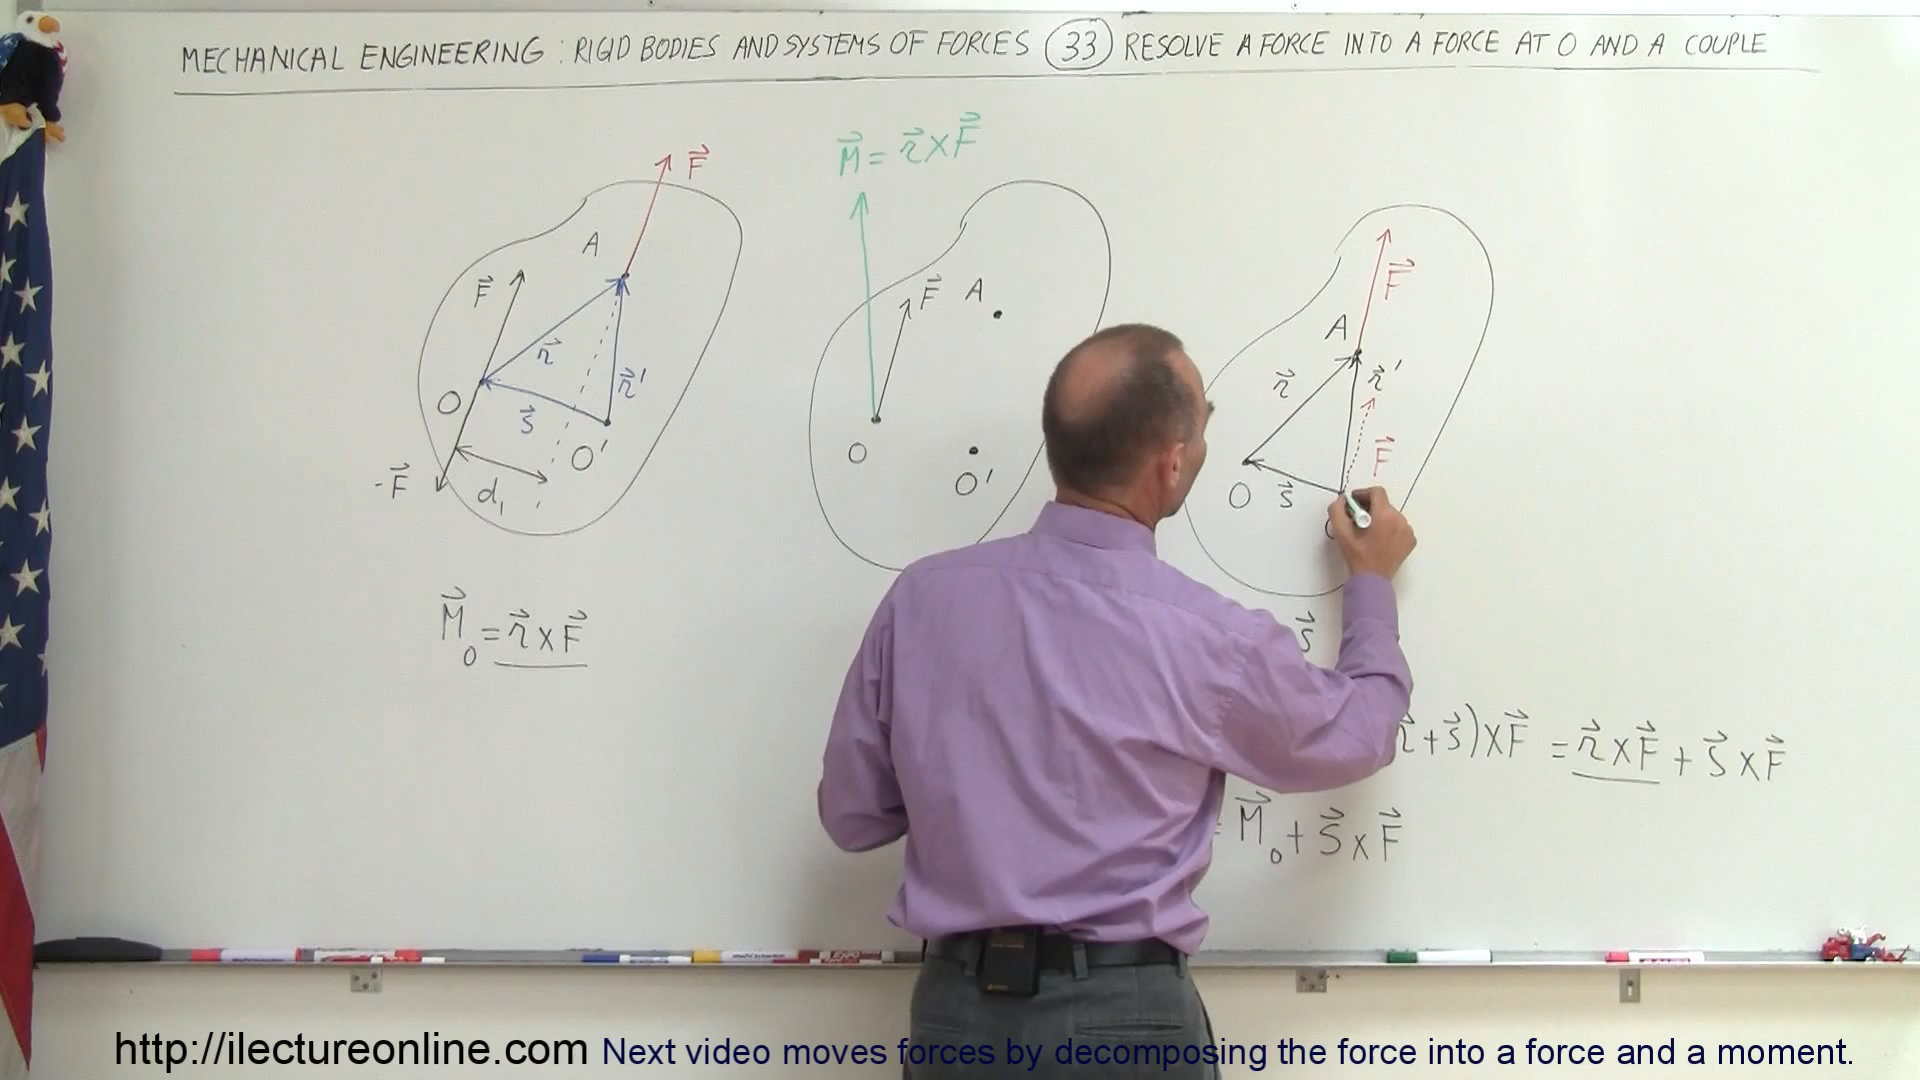 MECHANICAL ENGINEERING : RIGID BODIES AND SYSTEMS OF FORCES 33 RESOLVE A FORCE INTO A FORCE AT O AND A COUPLE
F⃗
A
F⃗
r⃗
r⃗'
O
s⃗
O'
-F⃗
d₁
M⃗₀ = r⃗ x F⃗
M⃗ = r⃗ x F⃗
F⃗ A
O
O'
F⃗
A
r⃗
r⃗'
F⃗
O
s⃗
s⃗
r⃗ + s⃗) x F⃗ = r⃗ x F⃗ + s⃗ x F⃗
= M⃗₀ + s⃗ x F⃗
EXPO
http://ilectureonline.com Next video moves forces by decomposing the force into a force and a moment.